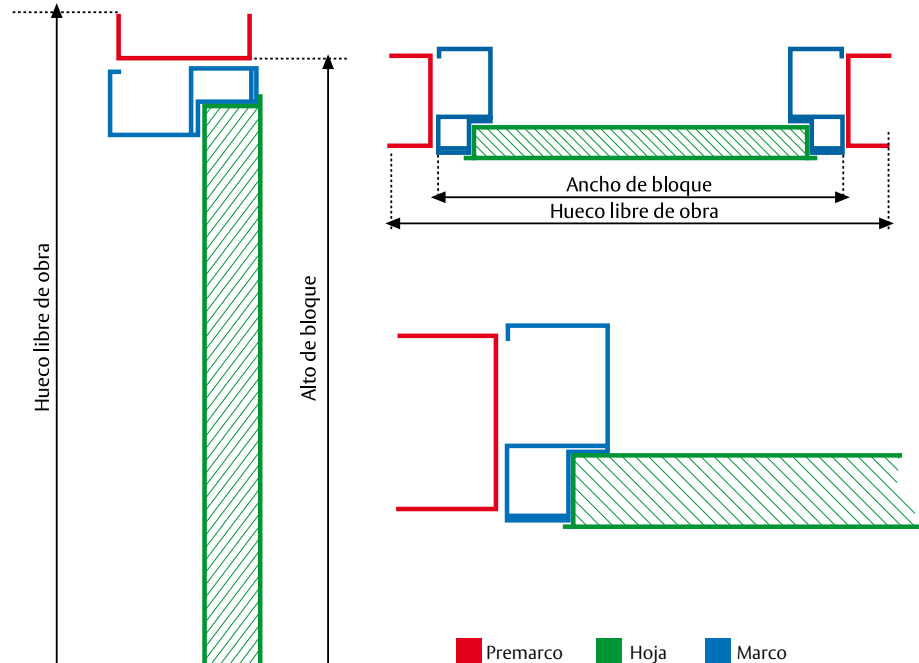 Hueco libre de obra
Alto de bloque
Ancho de bloque
Hueco libre de obra
Premarco
Hoja
Marco